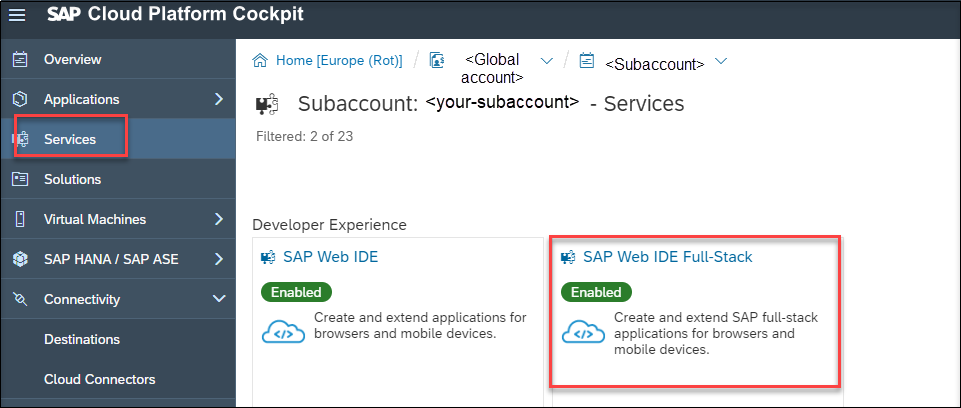 SAP Cloud Platform Cockpit
Overview
Applications
Services
Solutions
Virtual Machines
SAP HANA / SAP ASE
Connectivity
Destinations
Cloud Connectors
Home [Europe (Rot)] / <Global account> / <Subaccount>
Subaccount: <your-subaccount> - Services
Filtered: 2 of 23
Developer Experience
SAP Web IDE
Enabled
Create and extend applications for
browsers and mobile devices.
SAP Web IDE Full-Stack
Enabled
Create and extend SAP full-stack
applications for browsers and
mobile devices.